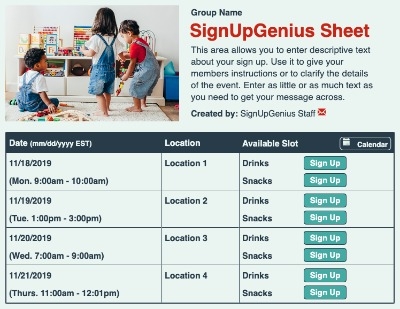 Group Name
SignUpGenius Sheet
This area allows you to enter descriptive text
about your sign up. Use it to give your
members instructions or to clarify the details
of the event. Enter as little or as much text as
you need to get your message across.
Created by: SignUpGenius Staff
Date (mm/dd/yyyy EST) Location Available Slot Calendar
11/18/2019 Location 1 Drinks Sign Up
(Mon. 9:00am - 10:00am) Snacks Sign Up
11/19/2019 Location 2 Drinks Sign Up
(Tue. 1:00pm - 3:00pm) Snacks Sign Up
11/20/2019 Location 3 Drinks Sign Up
(Wed. 7:00am - 9:00am) Snacks Sign Up
11/21/2019 Location 4 Drinks Sign Up
(Thurs. 11:00am - 12:01pm) Snacks Sign Up